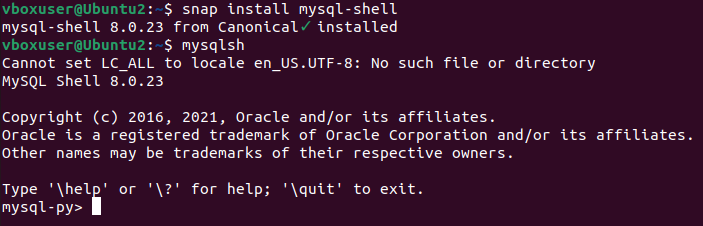 vboxuser@Ubuntu2:~$ snap install mysql-shell
mysql-shell 8.0.23 from Canonical✓ installed
vboxuser@Ubuntu2:~$ mysqlsh
Cannot set LC_ALL to locale en_US.UTF-8: No such file or directory
MySQL Shell 8.0.23
Copyright (c) 2016, 2021, Oracle and/or its affiliates.
Oracle is a registered trademark of Oracle Corporation and/or its affiliates.
Other names may be trademarks of their respective owners.
Type '\help' or '\?' for help; '\quit' to exit.
mysql-py>